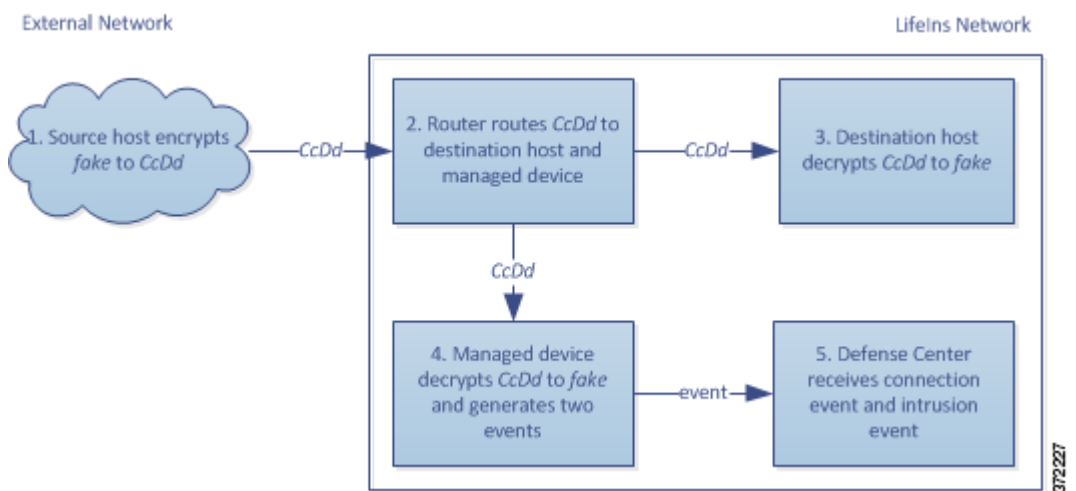 External Network
LifeIns Network
1. Source host encrypts
fake to CcDd
CcDd
2. Router routes CcDd to
destination host and
managed device
CcDd
3. Destination host
decrypts CcDd to fake
CcDd
4. Managed device
decrypts CcDd to fake
and generates two
events
event
5. Defense Center
receives connection
event and intrusion
event
372227